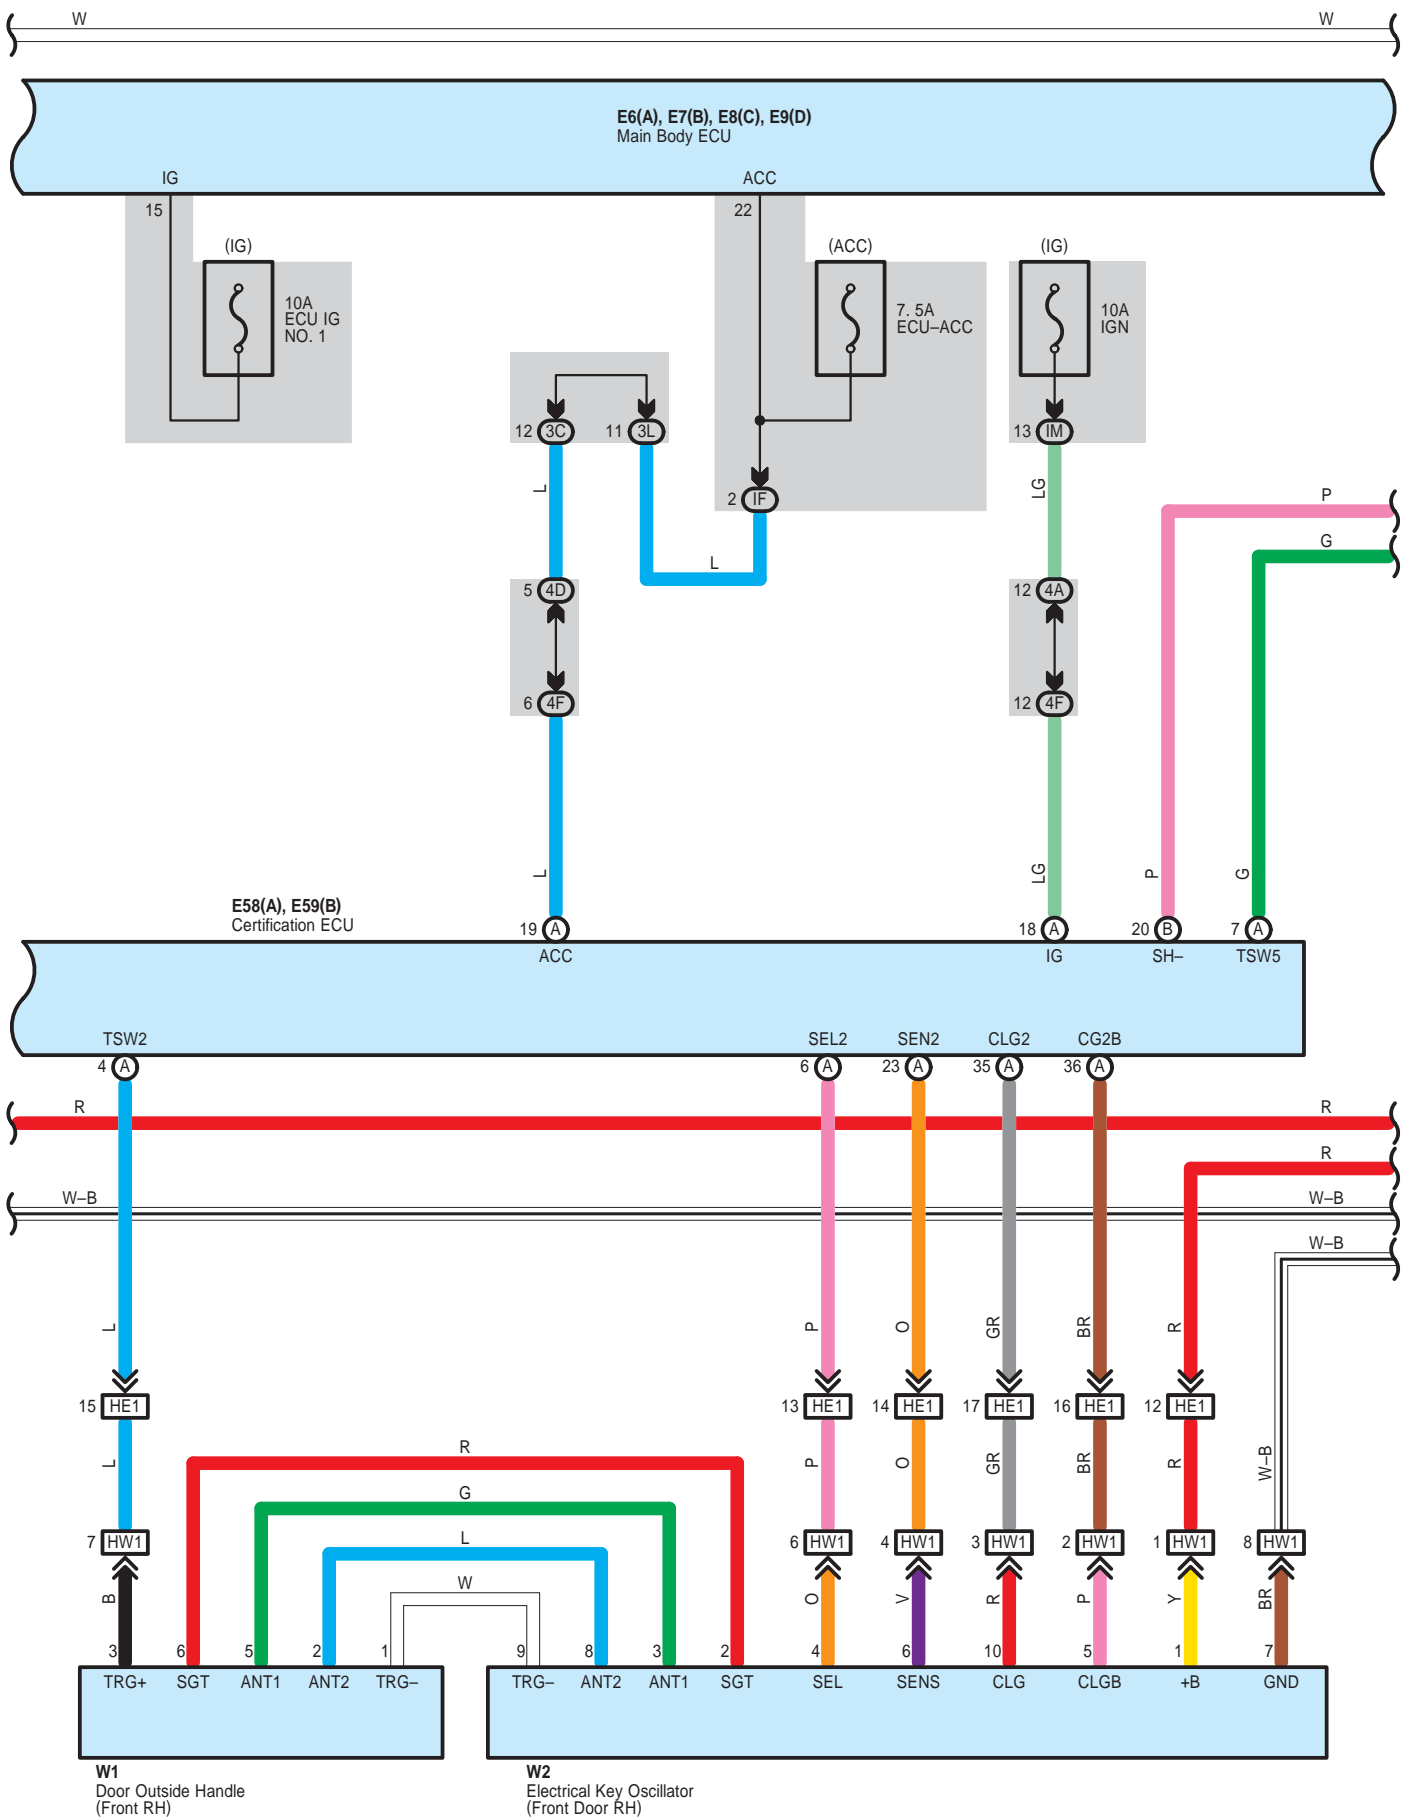 W W
E6(A), E7(B), E8(C), E9(D)
Main Body ECU
IG ACC
15 22
(IG) (ACC) (IG)
10A
ECU IG
NO. 1
7. 5A
ECU–ACC
10A
IGN
12 3C 11 3L 13 IM
L LG
2 IF
P
G
L
5 4D 12 4A
6 4F 12 4F
L LG P G
E58(A), E59(B)
Certification ECU
19 A 18 A 20 B 7 A
ACC IG SH– TSW5
TSW2 SEL2 SEN2 CLG2 CG2B
4 A 6 A 23 A 35 A 36 A
R R
R
W–B W–B
W–B
L P O GR BR R
15 HE1 13 HE1 14 HE1 17 HE1 16 HE1 12 HE1
R
L P O GR BR R W–B
G
L
7 HW1 6 HW1 4 HW1 3 HW1 2 HW1 1 HW1 8 HW1
W
B O V R P Y BR
3 6 5 2 1 9 8 3 2 4 6 10 5 1 7
TRG+ SGT ANT1 ANT2 TRG– TRG– ANT2 ANT1 SGT SEL SENS CLG CLGB +B GND
W1
Door Outside Handle
(Front RH)
W2
Electrical Key Oscillator
(Front Door RH)